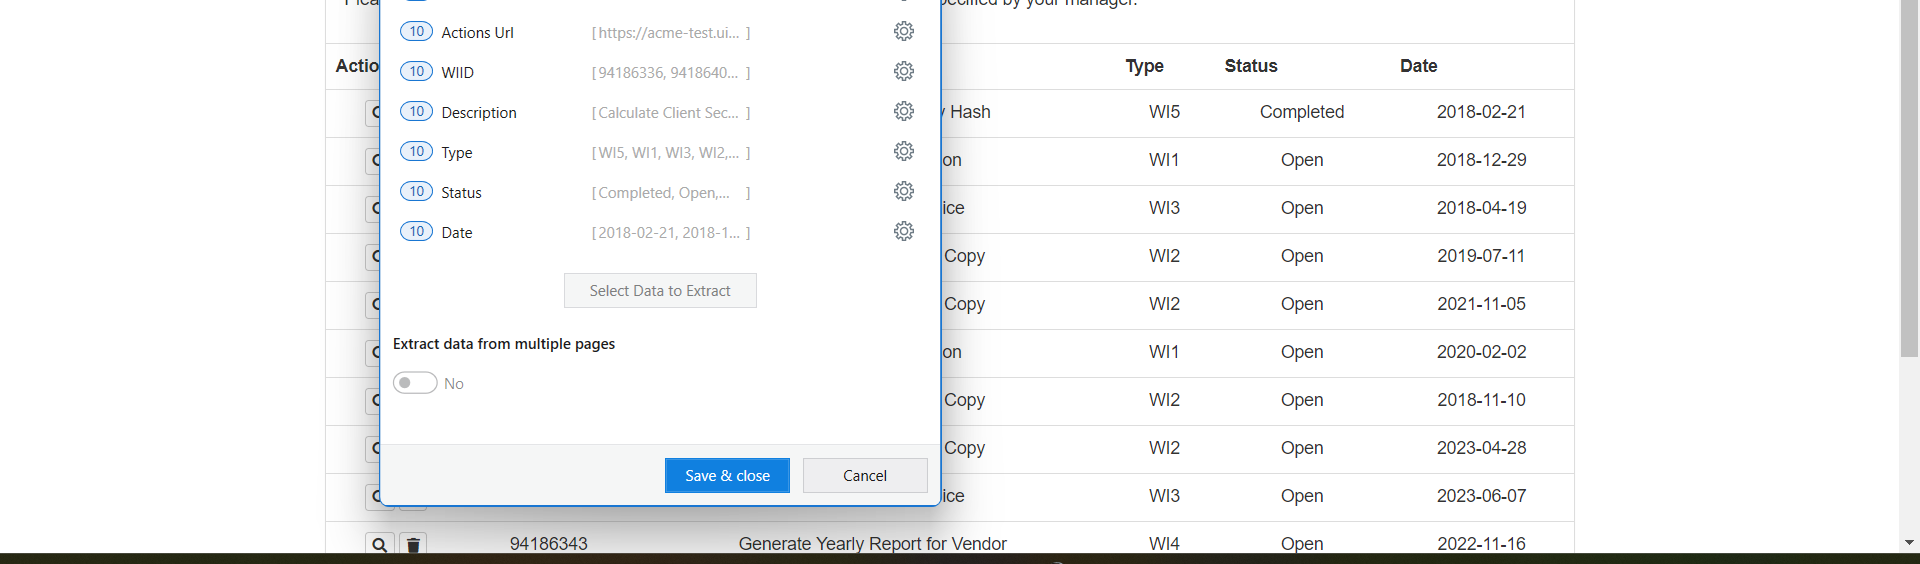 ecified by your manager.
10 Actions Url [ https://acme-test.ui... ]
Actio Type Status Date
10 WIID [ 94186336, 9418640... ]
10 Description [ Calculate Client Sec... ]
Hash WI5 Completed 2018-02-21
10 Type [ WI5, WI1, WI3, WI2,... ]
on WI1 Open 2018-12-29
10 Status [ Completed, Open,... ]
ice WI3 Open 2018-04-19
10 Date [ 2018-02-21, 2018-1... ]
Copy WI2 Open 2019-07-11
Select Data to Extract
Copy WI2 Open 2021-11-05
Extract data from multiple pages
on WI1 Open 2020-02-02
No
Copy WI2 Open 2018-11-10
Copy WI2 Open 2023-04-28
Save & close Cancel
ice WI3 Open 2023-06-07
94186343 Generate Yearly Report for Vendor WI4 Open 2022-11-16